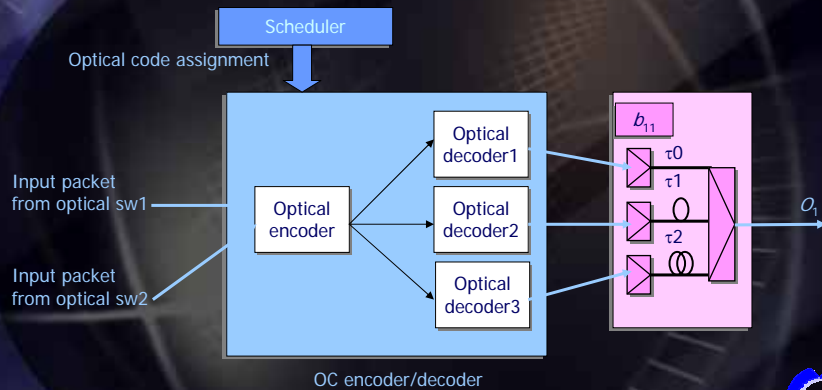 Scheduler
Optical code assignment
Input packet
from optical sw1
Input packet
from optical sw2
Optical
encoder
Optical
decoder1
Optical
decoder2
Optical
decoder3
b11
τ0
τ1
τ2
O1
OC encoder/decoder